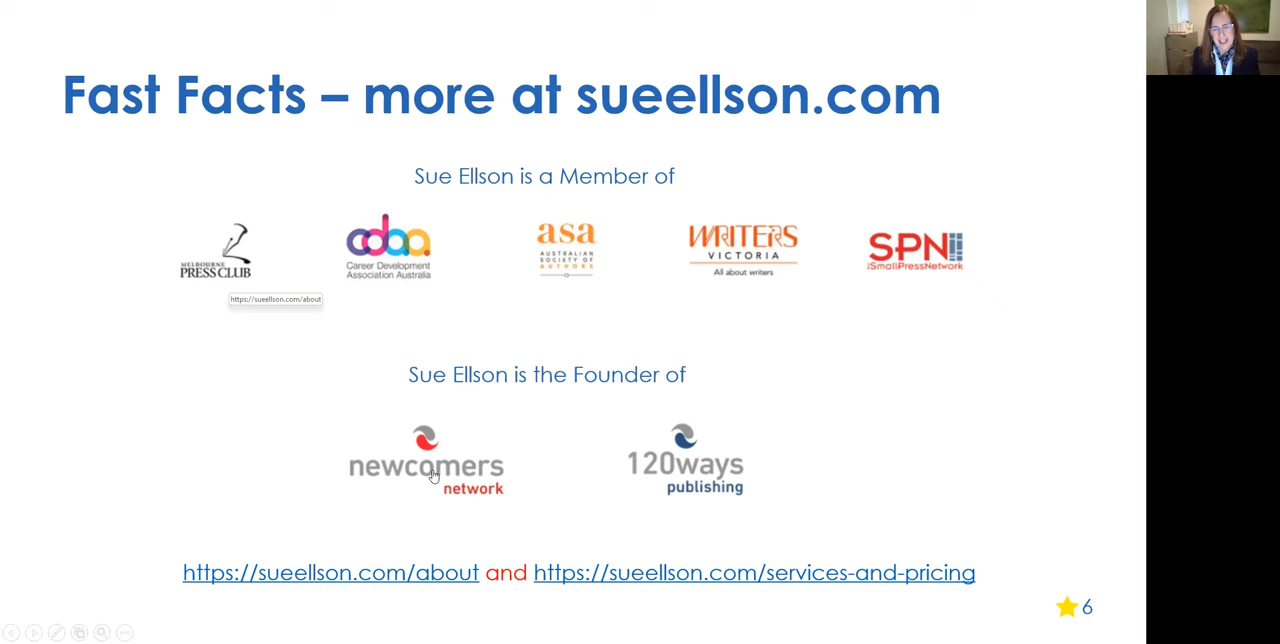 Fast Facts – more at sueellson.com
Sue Ellson is a Member of
MELBOURNE
PRESS CLUB
cdaa
Career Development
Association Australia
asa
AUSTRALIAN
SOCIETY OF
AUTHORS
WRITERS
VICTORIA
All about writers
SPN
SmallPressNetwork
https://sueellson.com/about
Sue Ellson is the Founder of
newcomers
network
120ways
publishing
https://sueellson.com/about and https://sueellson.com/services-and-pricing
6